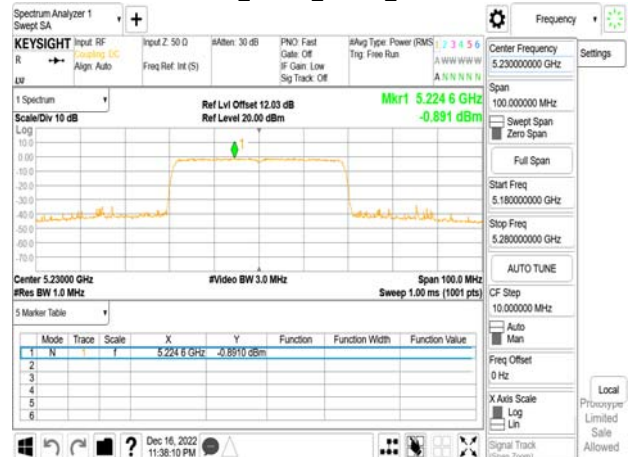 Spectrum Analyzer 1
Swept SA
+
Frequency
KEYSIGHT
R
LXI
Input: RF
Coupling: DC
Align: Auto
Input Z: 50 Ω
Freq Ref: Int (S)
#Atten: 30 dB
PNO: Fast
Gate: Off
IF Gain: Low
Sig Track: Off
#Avg Type: Power (RMS
Trig: Free Run
1 2 3 4 5 6
A W W W W W
A N N N N N
Center Frequency
5.230000000 GHz
Settings
Span
100.000000 MHz
Swept Span
Zero Span
Full Span
Start Freq
5.180000000 GHz
Stop Freq
5.280000000 GHz
AUTO TUNE
CF Step
10.000000 MHz
Auto
Man
Freq Offset
0 Hz
X Axis Scale
Log
Lin
Signal Track
(Span Zoom)
Local
Prototype
Limited
Sale
Allowed
1 Spectrum
Scale/Div 10 dB
Ref Lvl Offset 12.03 dB
Ref Level 20.00 dBm
Mkr1 5.224 6 GHz
-0.891 dBm
Log
10.0
0.00
-10.0
-20.0
-30.0
-40.0
-50.0
-60.0
-70.0
1
Center 5.23000 GHz
#Res BW 1.0 MHz
#Video BW 3.0 MHz
Span 100.0 MHz
Sweep 1.00 ms (1001 pts)
5 Marker Table
Mode Trace Scale X Y Function Function Width Function Value
1 N 1 f 5.224 6 GHz -0.8910 dBm
2
3
4
5
6
?
Dec 16, 2022
11:38:10 PM